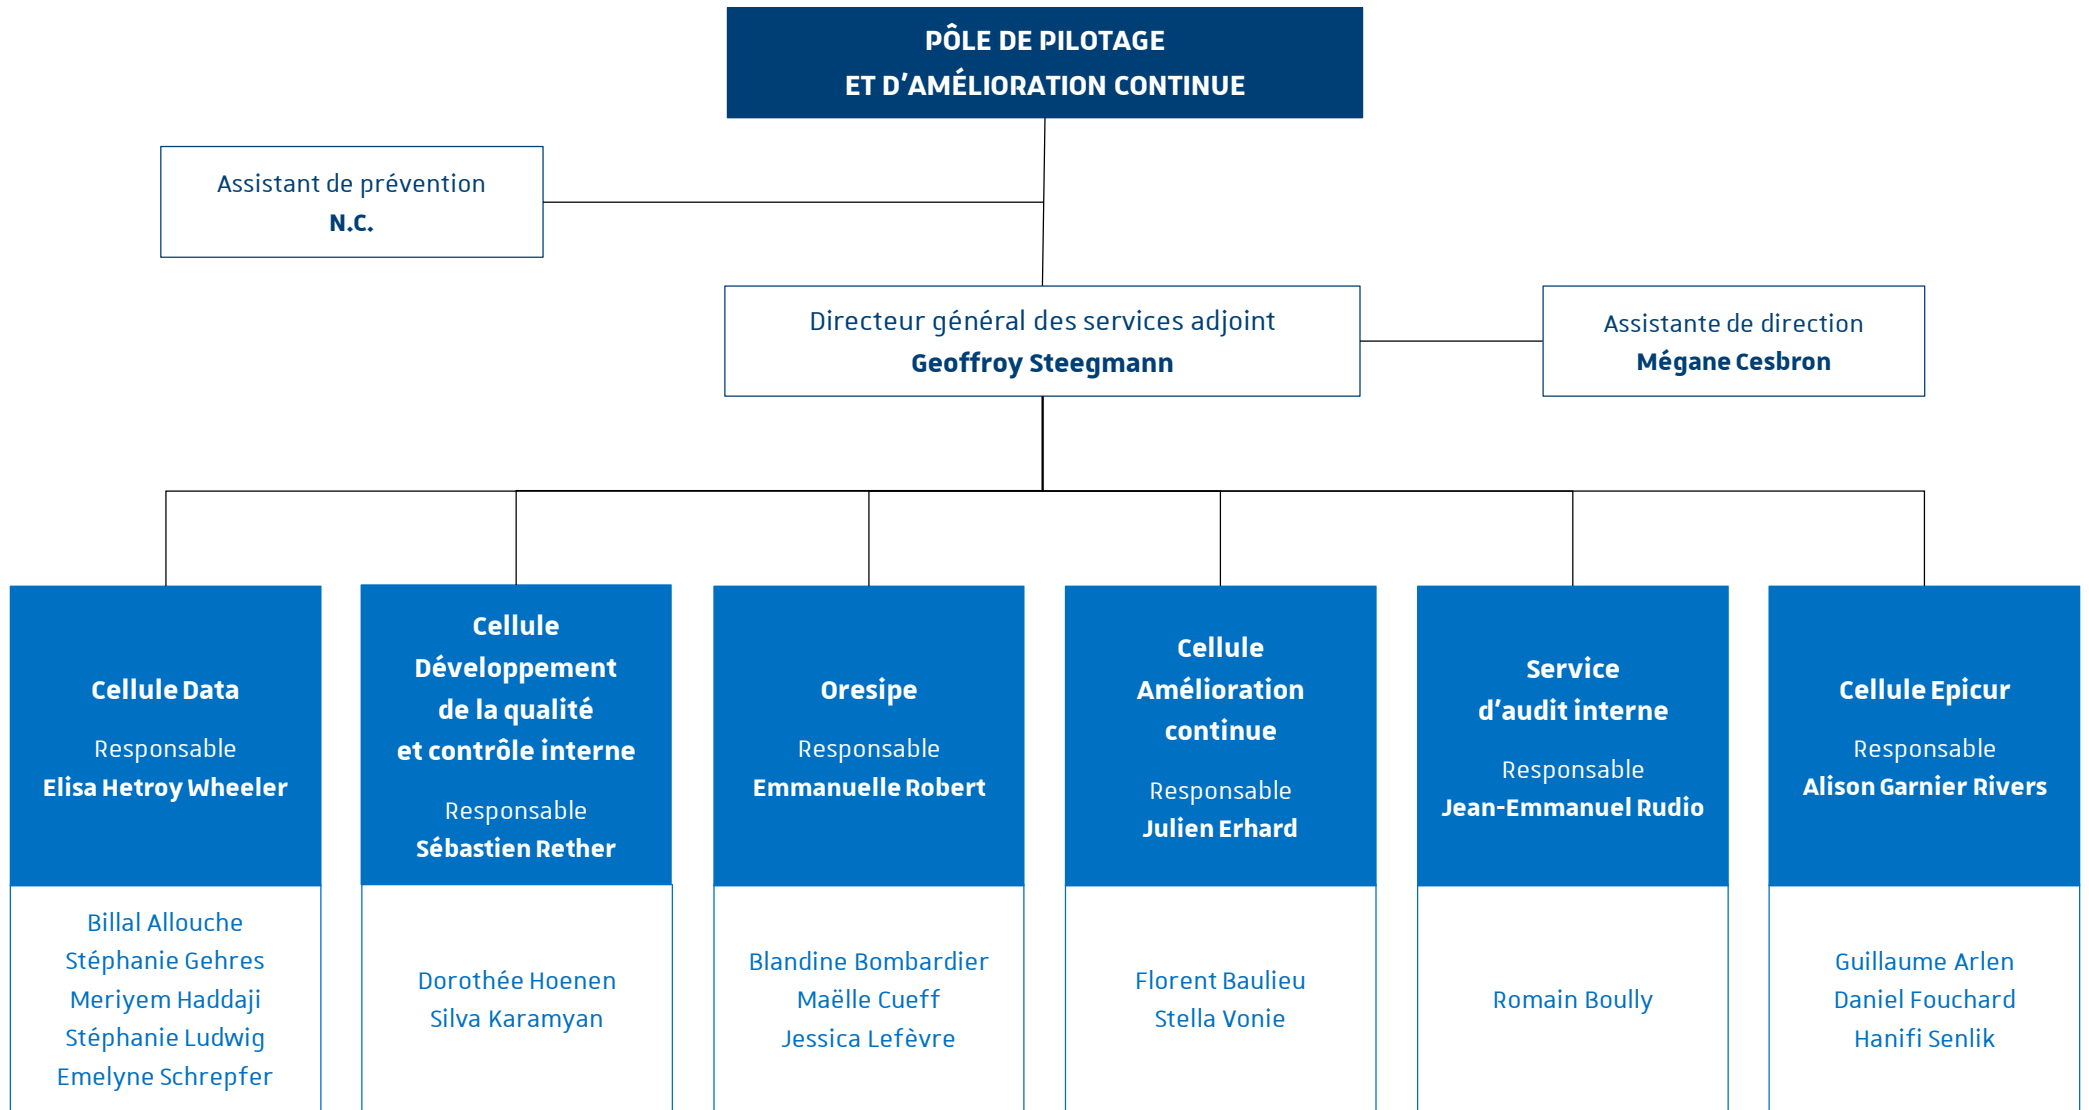 PÔLE DE PILOTAGE
ET D'AMÉLIORATION CONTINUE
Assistant de prévention
N.C.
Directeur général des services adjoint
Geoffroy Steegmann
Assistante de direction
Mégane Cesbron
Cellule Data
Responsable
Elisa Hetroy Wheeler
Billal Allouche
Stéphanie Gehres
Meriyem Haddaji
Stéphanie Ludwig
Emelyne Schrepfer
Cellule
Développement
de la qualité
et contrôle interne
Responsable
Sébastien Rether
Dorothée Hoenen
Silva Karamyan
Oresipe
Responsable
Emmanuelle Robert
Blandine Bombardier
Maëlle Cueff
Jessica Lefèvre
Cellule
Amélioration
continue
Responsable
Julien Erhard
Florent Baulieu
Stella Vonie
Service
d'audit interne
Responsable
Jean-Emmanuel Rudio
Romain Boully
Cellule Epicur
Responsable
Alison Garnier Rivers
Guillaume Arlen
Daniel Fouchard
Hanifi Senlik